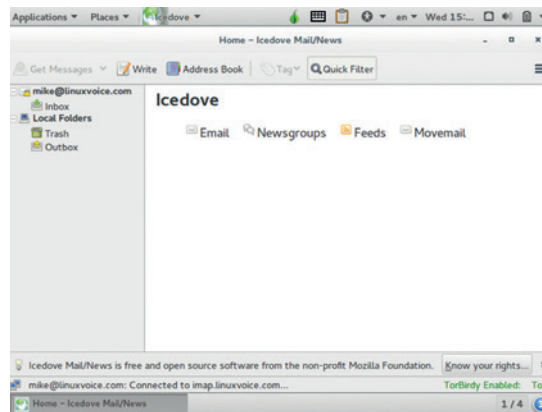 Applications Places Icedove en Wed 15:...
Home – Icedove Mail/News
Get Messages Write Address Book Tag Quick Filter
mike@linuxvoice.com
Inbox
Local Folders
Trash
Outbox
Icedove
Email Newsgroups Feeds Movemail
Icedove Mail/News is free and open source software from the non-profit Mozilla Foundation. Know your rights...
mike@linuxvoice.com: Connected to imap.linuxvoice.com... TorBirdy Enabled: To
Home – Icedove Mail/News 1 / 4